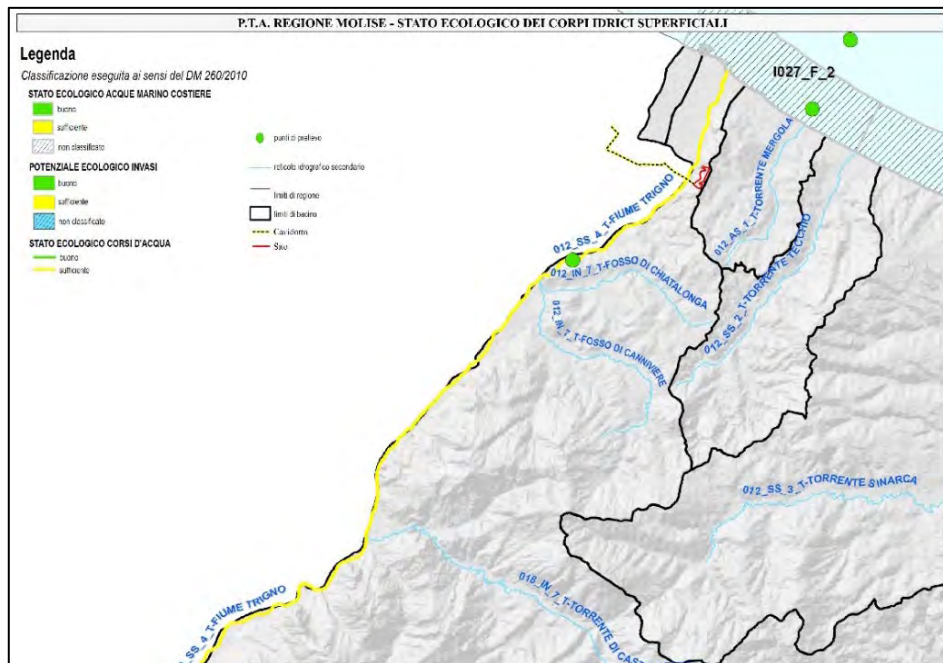 P.T.A. REGIONE MOLISE - STATO ECOLOGICO DEI CORPI IDRICI SUPERFICIALI
Legenda
Classificazione eseguita ai sensi del DM 260/2010
STATO ECOLOGICO ACQUE MARINO COSTIERE
buono
sufficiente
non classificato
POTENZIALE ECOLOGICO INVASI
buono
sufficiente
non classificato
STATO ECOLOGICO CORSI D'ACQUA
buono
sufficiente
punti di prelievo
reticolo idrografico secondario
limiti di regione
limiti di bacino
Cavidotto
Sito
I027_F_2
012_AS_1_T-TORRENTE MERGOLA
012_SS_4_T-FIUME TRIGNO
012_IN_7_T-FOSSO DI CHIATALONGA
012_SS_2_T-TORRENTE TECCHIO
012_IN_7_T-FOSSO DI CANNIVIERE
012_SS_3_T-TORRENTE SINARCA
018_IN_7_T-TORRENTE DI CAST
SS_4_T-FIUME TRIGNO